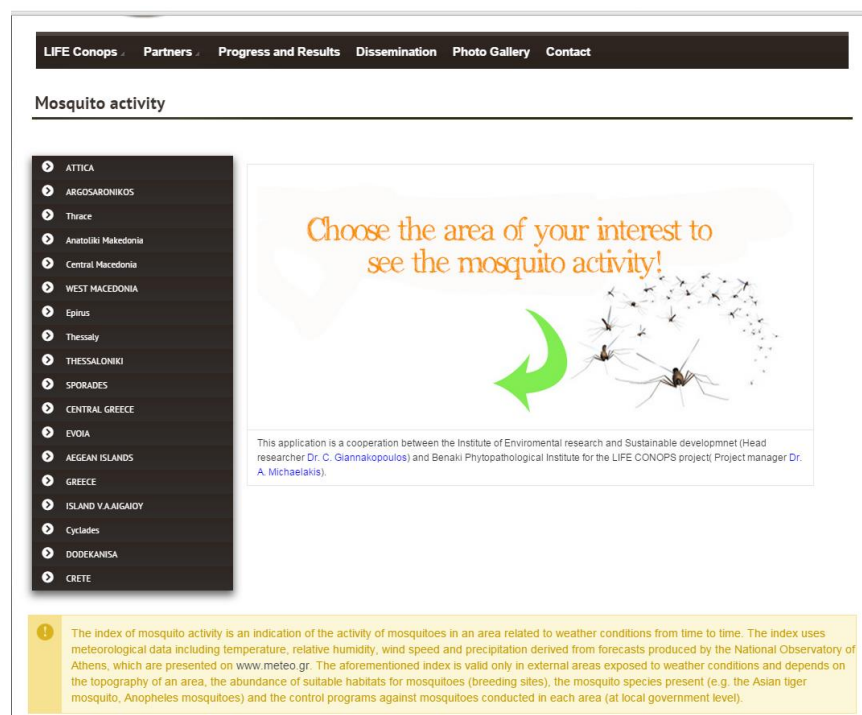 LIFE Conops Partners Progress and Results Dissemination Photo Gallery Contact
Mosquito activity
ATTICA
ARGOSARONIKOS
Thrace
Anatoliki Makedonia
Central Macedonia
WEST MACEDONIA
Epirus
Thessaly
THESSALONIKI
SPORADES
CENTRAL GREECE
EVOIA
AEGEAN ISLANDS
GREECE
ISLAND V.A.AIGAIOY
Cyclades
DODEKANISA
CRETE
Choose the area of your interest to
see the mosquito activity!
This application is a cooperation between the Institute of Enviromental research and Sustainable developmnet (Head
researcher Dr. C. Giannakopoulos) and Benaki Phytopathological Institute for the LIFE CONOPS project( Project manager Dr.
A. Michaelakis).
The index of mosquito activity is an indication of the activity of mosquitoes in an area related to weather conditions from time to time. The index uses
meteorological data including temperature, relative humidity, wind speed and precipitation derived from forecasts produced by the National Observatory of
Athens, which are presented on www.meteo.gr. The aforementioned index is valid only in external areas exposed to weather conditions and depends on
the topography of an area, the abundance of suitable habitats for mosquitoes (breeding sites), the mosquito species present (e.g. the Asian tiger
mosquito, Anopheles mosquitoes) and the control programs against mosquitoes conducted in each area (at local government level).